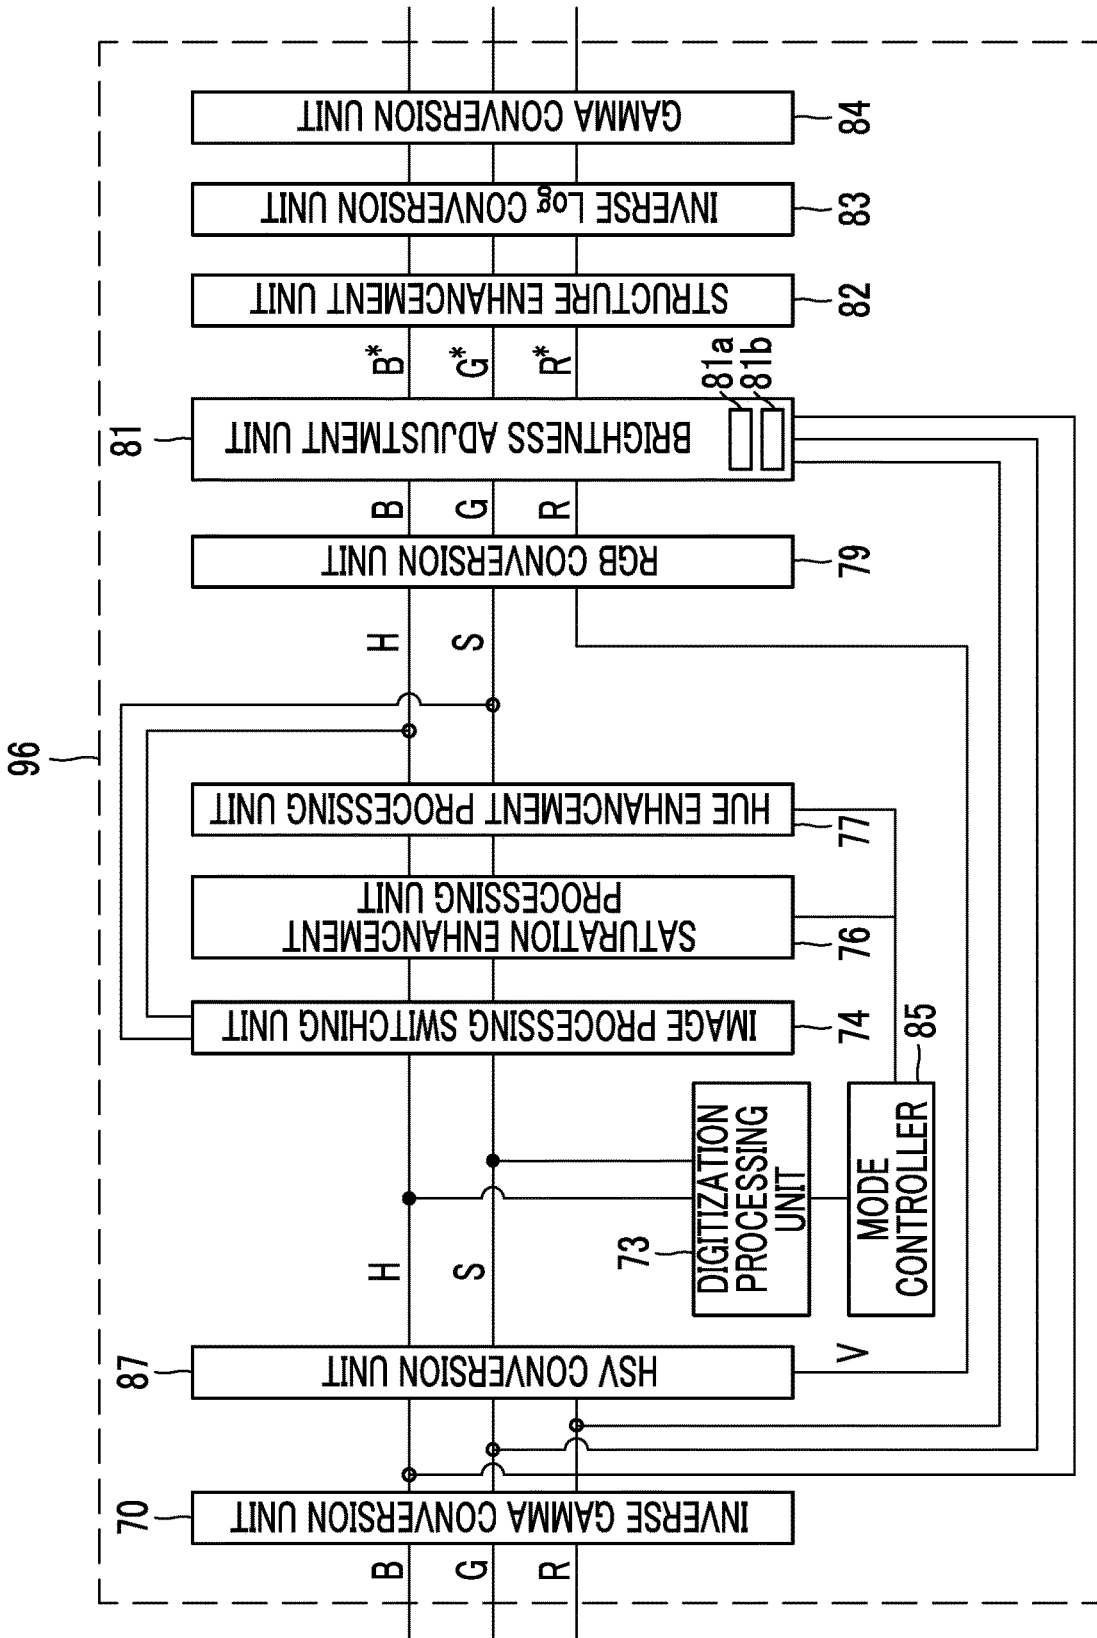 96
B
G
R
70
INVERSE GAMMA CONVERSION UNIT
87
HSV CONVERSION UNIT
V
H
S
73
DIGITIZATION
PROCESSING
UNIT
MODE
CONTROLLER
85
IMAGE PROCESSING SWITCHING UNIT
74
SATURATION ENHANCEMENT
PROCESSING UNIT
76
HUE ENHANCEMENT PROCESSING UNIT
77
H
S
RGB CONVERSION UNIT
79
B
G
R
81
BRIGHTNESS ADJUSTMENT UNIT
81a
81b
B*
G*
R*
STRUCTURE ENHANCEMENT UNIT
82
INVERSE Log CONVERSION UNIT
83
GAMMA CONVERSION UNIT
84